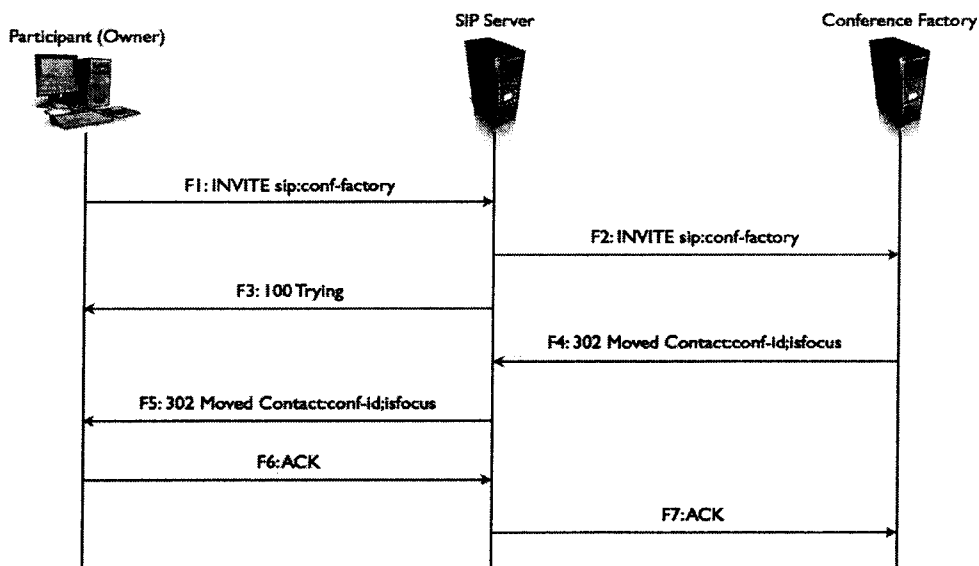 SIP Server
Participant (Owner)
Conference Factory
F1: INVITE sip:conf-factory
F2: INVITE sip:conf-factory
F3: 100 Trying
F4: 302 Moved Contact:conf-id;isfocus
F5: 302 Moved Contact:conf-id;isfocus
F6: ACK
F7: ACK